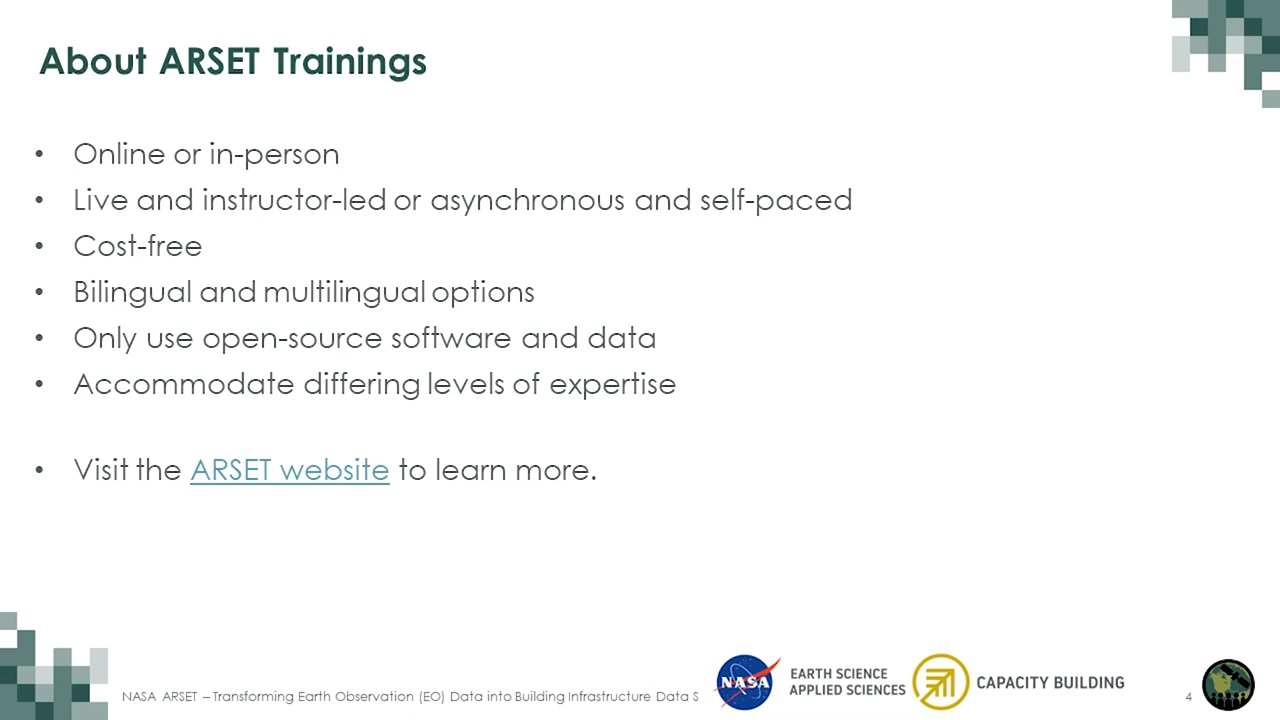 About ARSET Trainings
• Online or in-person
• Live and instructor-led or asynchronous and self-paced
• Cost-free
• Bilingual and multilingual options
• Only use open-source software and data
• Accommodate differing levels of expertise
• Visit the ARSET website to learn more.
NASA ARSET – Transforming Earth Observation (EO) Data into Building Infrastructure Data S
NASA
EARTH SCIENCE
APPLIED SCIENCES
CAPACITY BUILDING
4